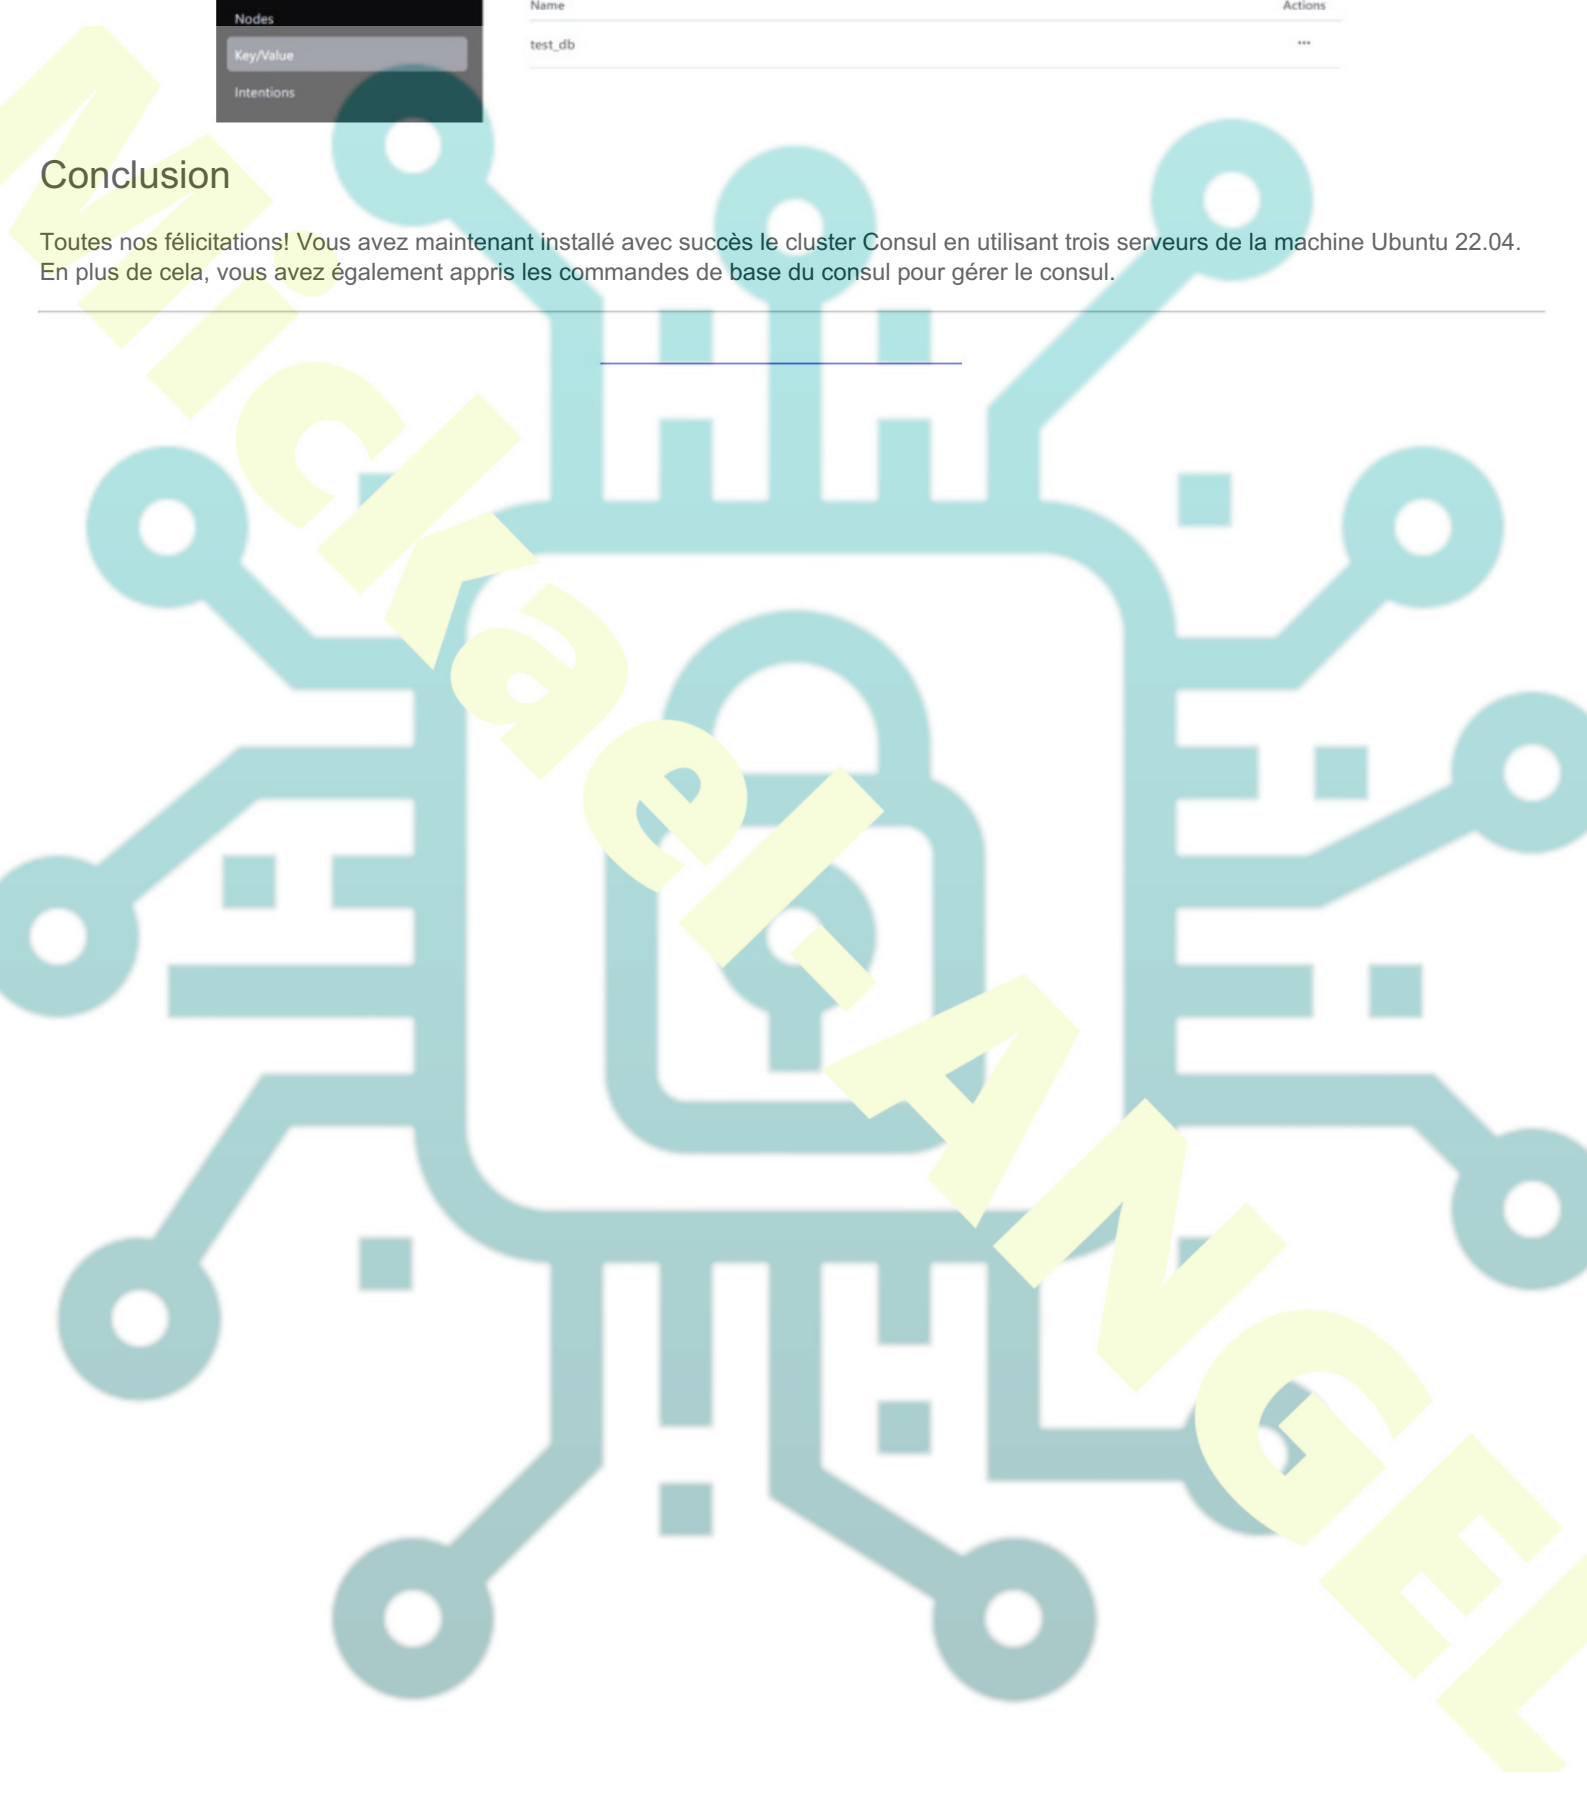 Name
Actions
Nodes
test_db
Key/Value
Intentions
Conclusion
Toutes nos félicitations! Vous avez maintenant installé avec succès le cluster Consul en utilisant trois serveurs de la machine Ubuntu 22.04.
En plus de cela, vous avez également appris les commandes de base du consul pour gérer le consul.
Mickael-ANGEL